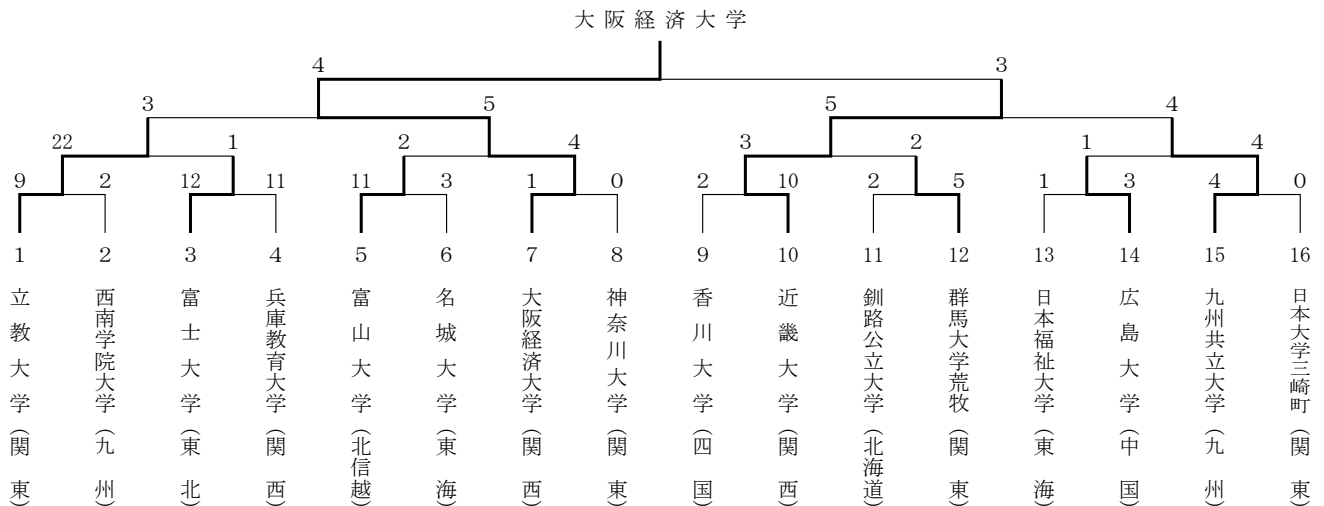 大阪経済大学
4 3
3 5 5 4
22 1 2 4 3 2 1 4
9 2 12 11 11 3 1 0 2 10 2 5 1 3 4 0
1 2 3 4 5 6 7 8 9 10 11 12 13 14 15 16
立教大学(関東)
西南学院大学(九州)
富士大学(東北)
兵庫教育大学(関西)
富山大学(北信越)
名城大学(東海)
大阪経済大学(関西)
神奈川大学(関東)
香川大学(四国)
近畿大学(関西)
釧路公立大学(北海道)
群馬大学荒牧(関東)
日本福祉大学(東海)
広島大学(中国)
九州共立大学(九州)
日本大学三崎町(関東)